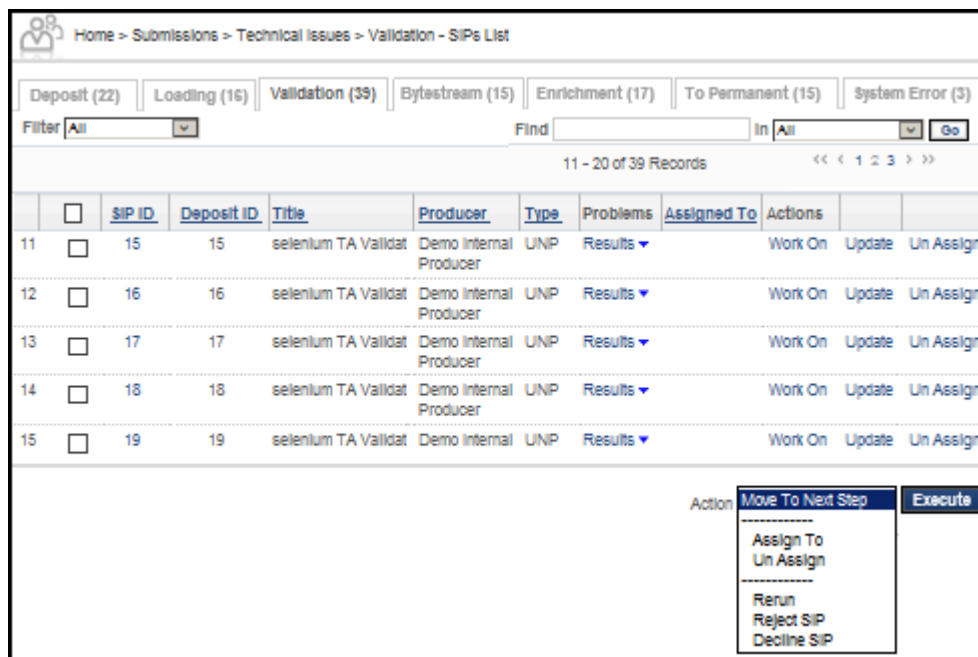 Home > Submissions > Technical Issues > Validation - SIPs List
Deposit (22) Loading (16) Validation (39) Bytestream (15) Enrichment (17) To Permanent (15) System Error (3)
Filter All Find In All Go
11 - 20 of 39 Records << < 1 2 3 > >>
SIP ID Deposit ID Title Producer Type Problems Assigned To Actions
11 15 15 selenium TA Validat Demo Internal UNP Results Work On Update Un Assign
Producer
12 16 16 selenium TA Validat Demo Internal UNP Results Work On Update Un Assign
Producer
13 17 17 selenium TA Validat Demo Internal UNP Results Work On Update Un Assign
Producer
14 18 18 selenium TA Validat Demo Internal UNP Results Work On Update Un Assign
Producer
15 19 19 selenium TA Validat Demo Internal UNP Results Work On Update Un Assign
Action Move To Next Step Execute
-------------
Assign To
Un Assign
-------------
Rerun
Reject SIP
Decline SIP